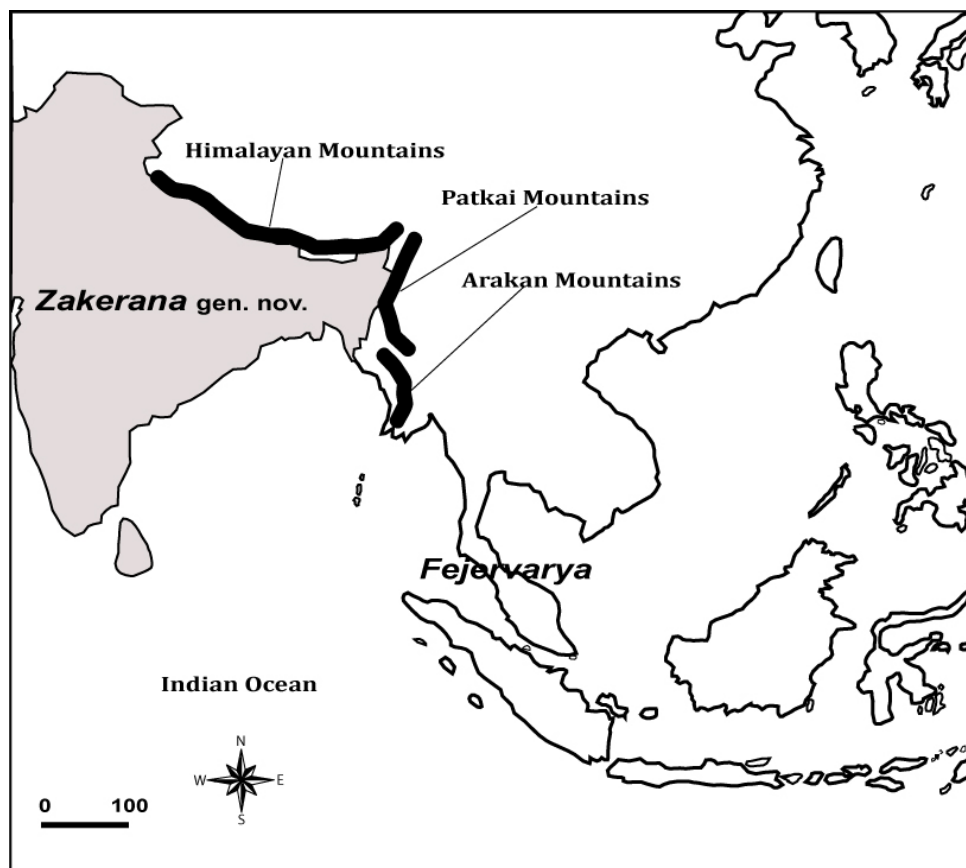 Himalayan Mountains
Patkai Mountains
Arakan Mountains
Zakerana gen. nov.
Fejervarya
Indian Ocean
N
W E
S
0 100